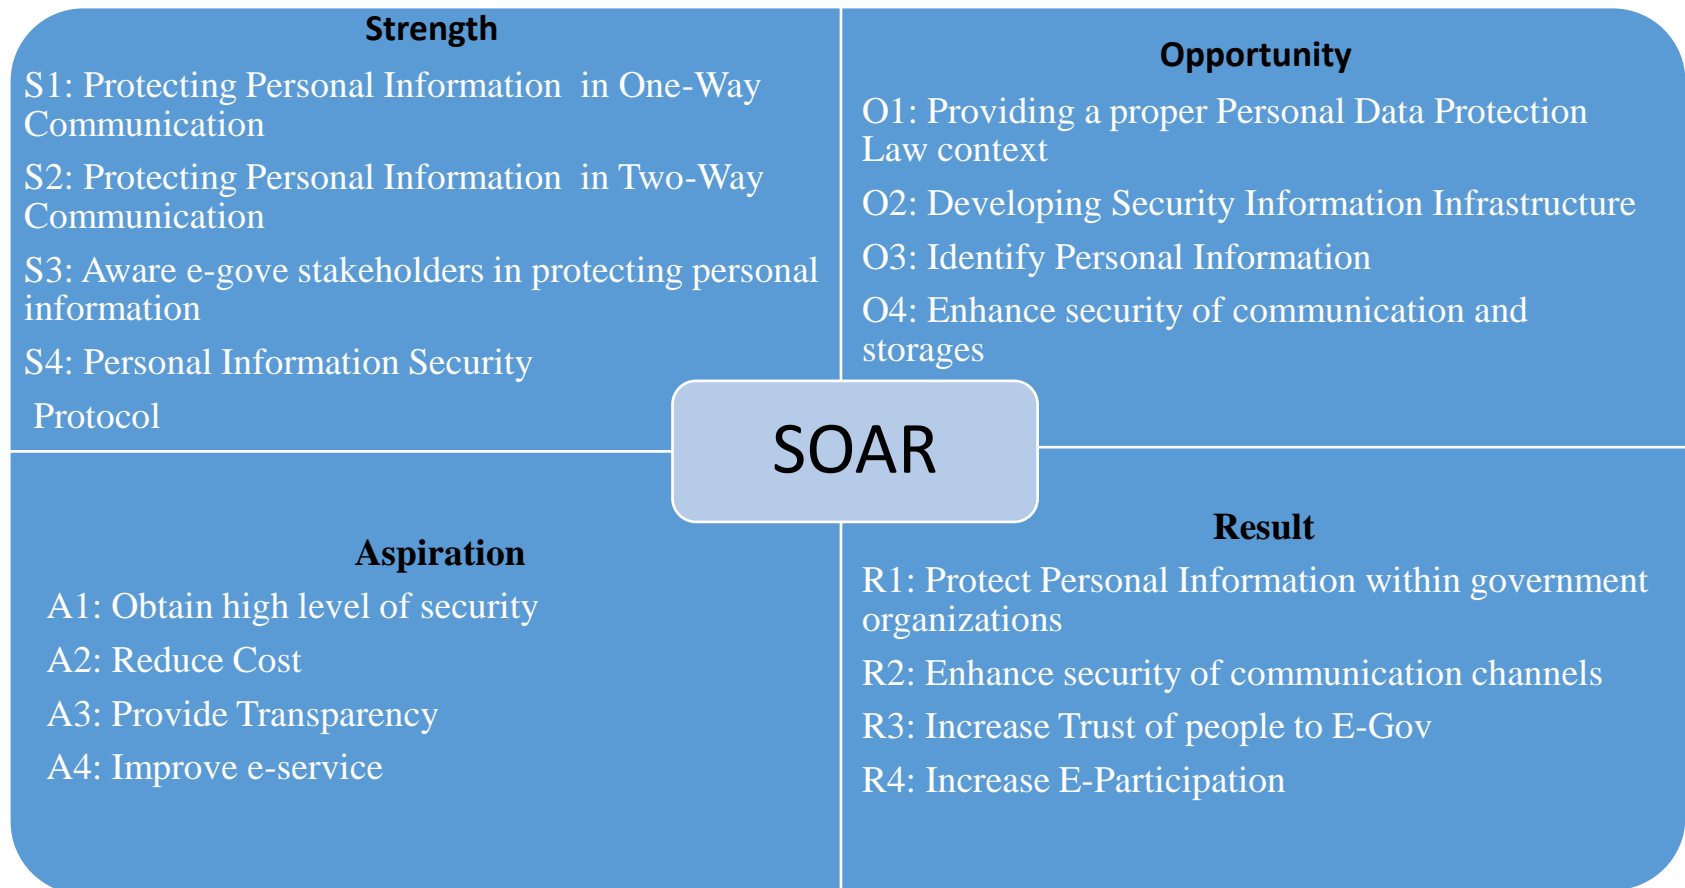 Strength
S1: Protecting Personal Information  in One-Way
Communication
S2: Protecting Personal Information  in Two-Way
Communication
S3: Aware e-gove stakeholders in protecting personal
information
S4: Personal Information Security
Protocol
Opportunity
O1: Providing a proper Personal Data Protection
Law context
O2: Developing Security Information Infrastructure
O3: Identify Personal Information
O4: Enhance security of communication and
storages
SOAR
Aspiration
A1: Obtain high level of security
A2: Reduce Cost
A3: Provide Transparency
A4: Improve e-service
Result
R1: Protect Personal Information within government
organizations
R2: Enhance security of communication channels
R3: Increase Trust of people to E-Gov
R4: Increase E-Participation